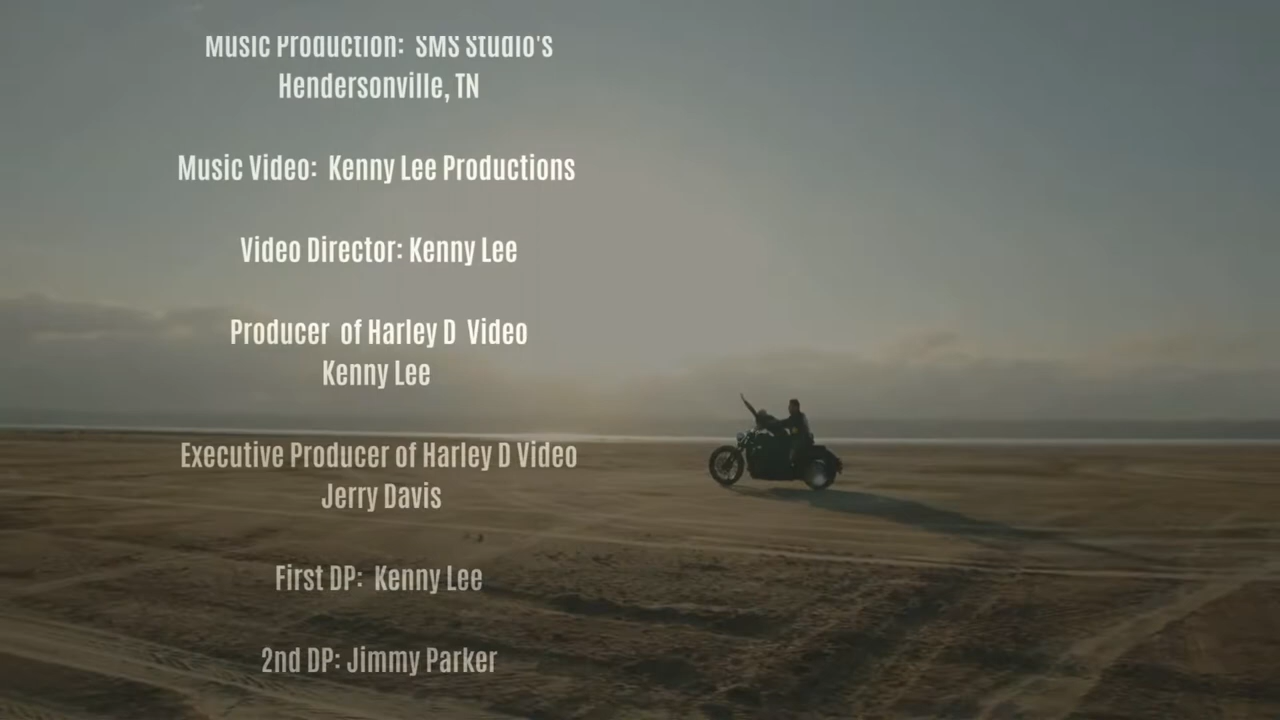 Music Production:  SMS Studio's
Hendersonville, TN
Music Video:  Kenny Lee Productions
Video Director: Kenny Lee
Producer  of Harley D  Video
Kenny Lee
Executive Producer of Harley D Video
Jerry Davis
First DP:  Kenny Lee
2nd DP: Jimmy Parker